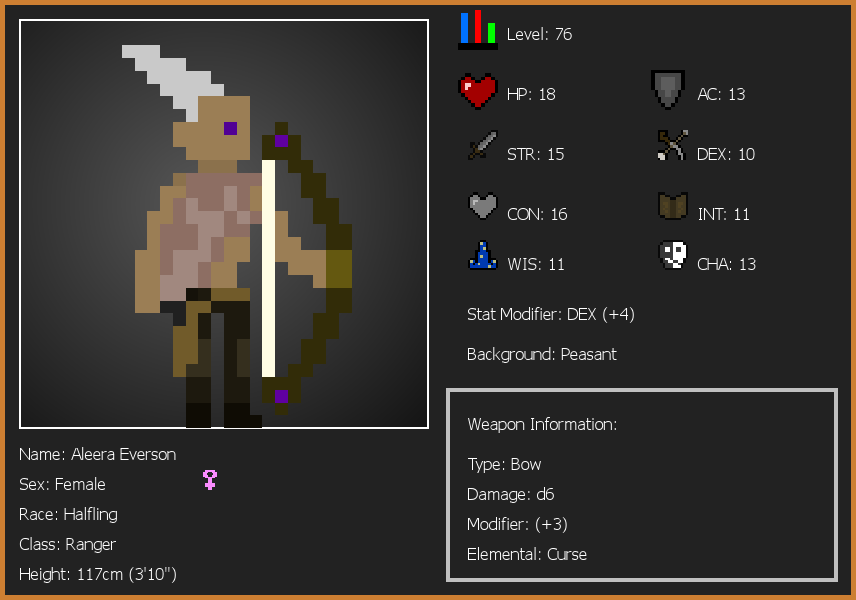 Level: 76
HP: 18
AC: 13
STR: 15
DEX: 10
CON: 16
INT: 11
WIS: 11
CHA: 13
Stat Modifier: DEX (+4)
Background: Peasant
Weapon Information:
Type: Bow
Damage: d6
Modifier: (+3)
Elemental: Curse
Name: Aleera Everson
Sex: Female
Race: Halfling
Class: Ranger
Height: 117cm (3'10")